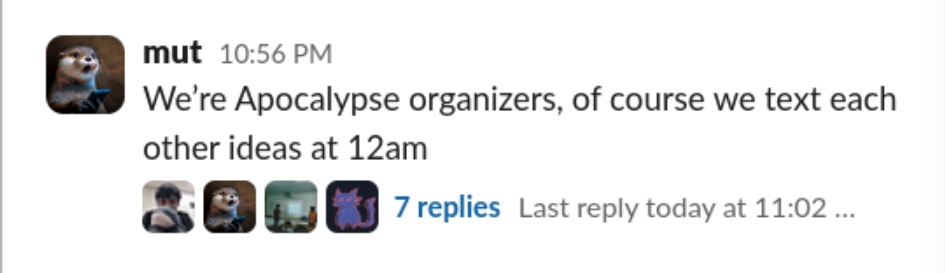 mut 10:56 PM
We’re Apocalypse organizers, of course we text each
other ideas at 12am
7 replies Last reply today at 11:02 ...